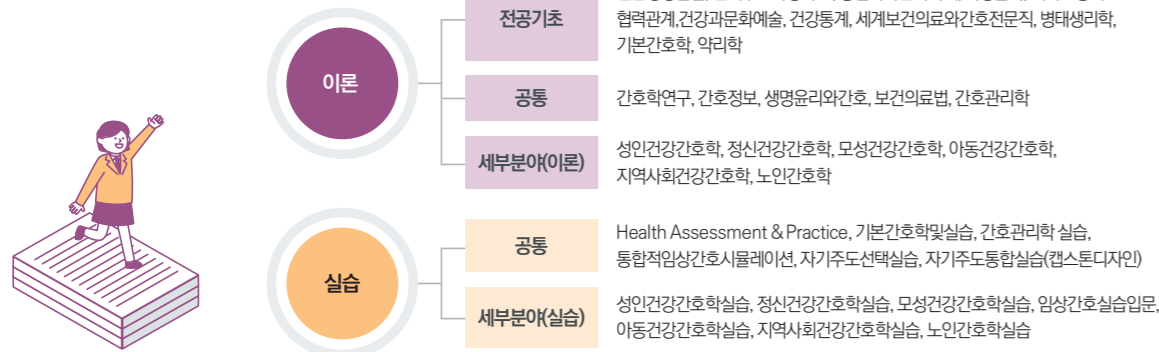 전공기초
협력관계,건강과문화예술, 건강통계, 세계보건의료와간호전문직, 병태생리학,
기본간호학, 약리학
이론
공통
간호학연구, 간호정보, 생명윤리와간호, 보건의료법, 간호관리학
세부분야(이론)
성인건강간호학, 정신건강간호학, 모성건강간호학, 아동건강간호학,
지역사회건강간호학, 노인간호학
실습
공통
Health Assessment & Practice, 기본간호학및실습, 간호관리학 실습,
통합적임상간호시뮬레이션, 자기주도선택실습, 자기주도통합실습(캡스톤디자인)
세부분야(실습)
성인건강간호학실습, 정신건강간호학실습, 모성건강간호학실습, 임상간호실습입문,
아동건강간호학실습, 지역사회건강간호학실습, 노인간호학실습